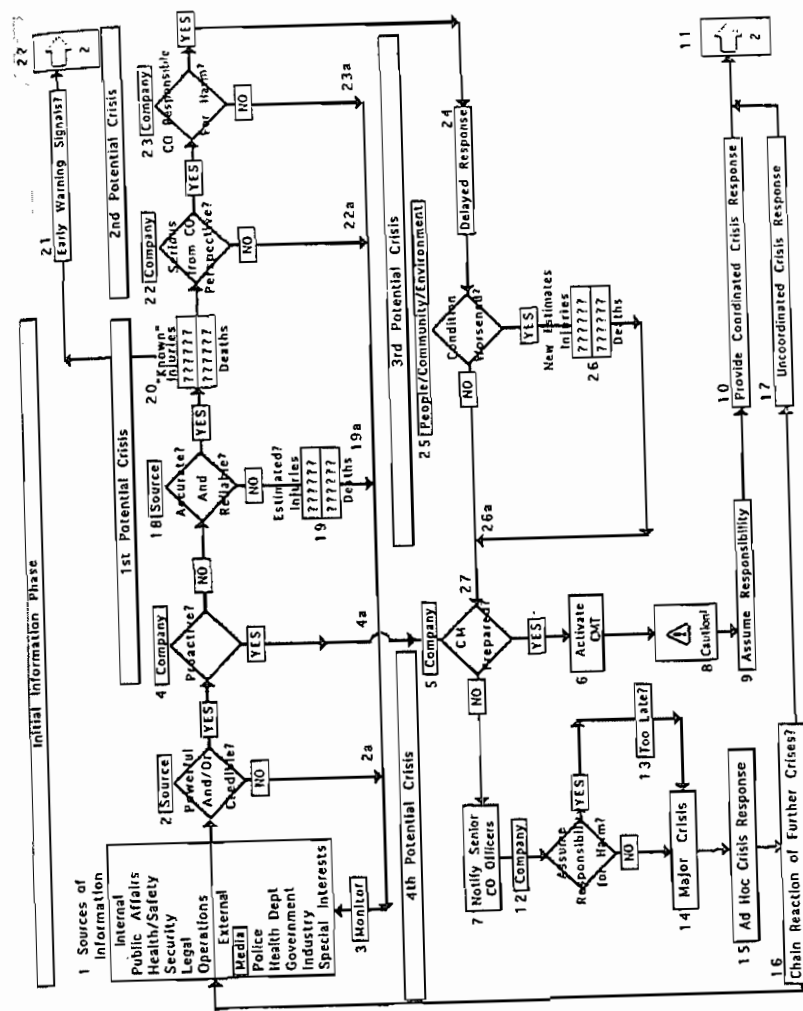 Initial Information Phase
1st Potential Crisis
2nd Potential Crisis
3rd Potential Crisis
4th Potential Crisis
1 Sources of
Information
Internal
Public Affairs
Health/Safety
Security
Legal
Operations
External
Media
Police
Health Dept
Government
Industry
Special Interests
2 Source
Powerful
And/Or
Credible?
YES
NO
2a
3 Monitor
4 Company
Proactive?
NO
YES
4a
18 Source
Accurate?
And
Reliable?
YES
NO
Estimated?
Injuries
??????
??????
??????
??????
Deaths
19
19a
20
"Known"
Injuries
??????
??????
??????
??????
Deaths
21
Early Warning Signals?
22
2
22 Company
Serious
from CO
Perspective?
YES
NO
22a
23 Company
CO Responsible
For Harm?
YES
NO
23a
24
Delayed Response
25 People/Community/Environment
Condition
Worsened?
NO
YES
New Estimates
Injuries
??????
??????
??????
??????
Deaths
26
26a
27
5 Company
CM
Prepared?
NO
YES
6
Activate
CMT
8 Caution!
9 Assume Responsibility
10
Provide Coordinated Crisis Response
11
2
7
Notify Senior
CO Officers
12 Company
Assume
Responsibility
for Harm?
YES
NO
13 Too Late?
14
Major Crisis
15 Ad Hoc Crisis Response
16
Chain Reaction of Further Crises?
17
Uncoordinated Crisis Response